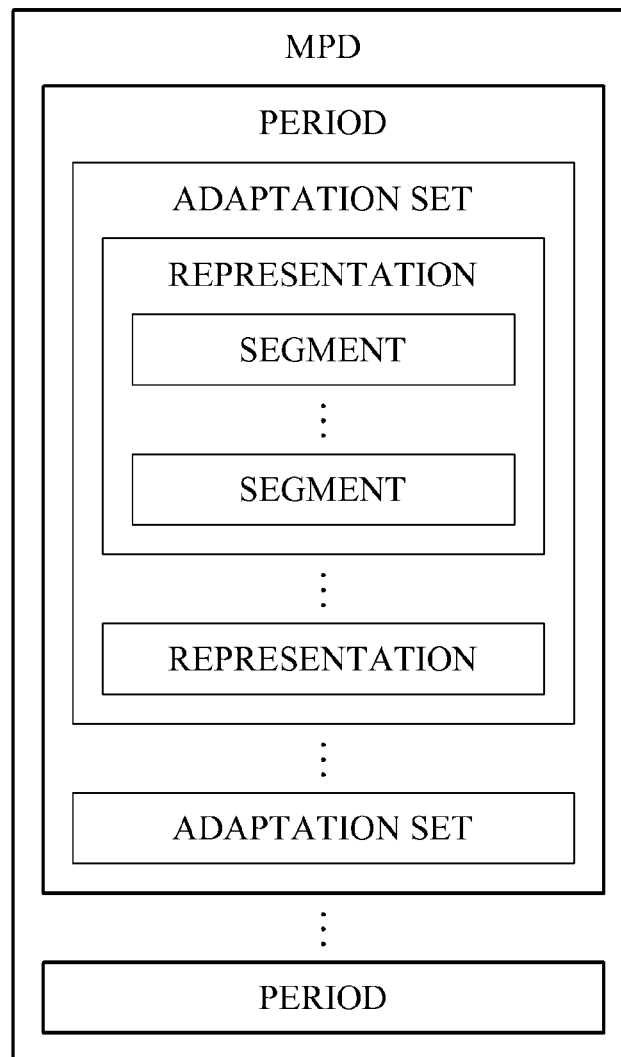 MPD
PERIOD
ADAPTATION SET
REPRESENTATION
SEGMENT
SEGMENT
REPRESENTATION
ADAPTATION SET
PERIOD